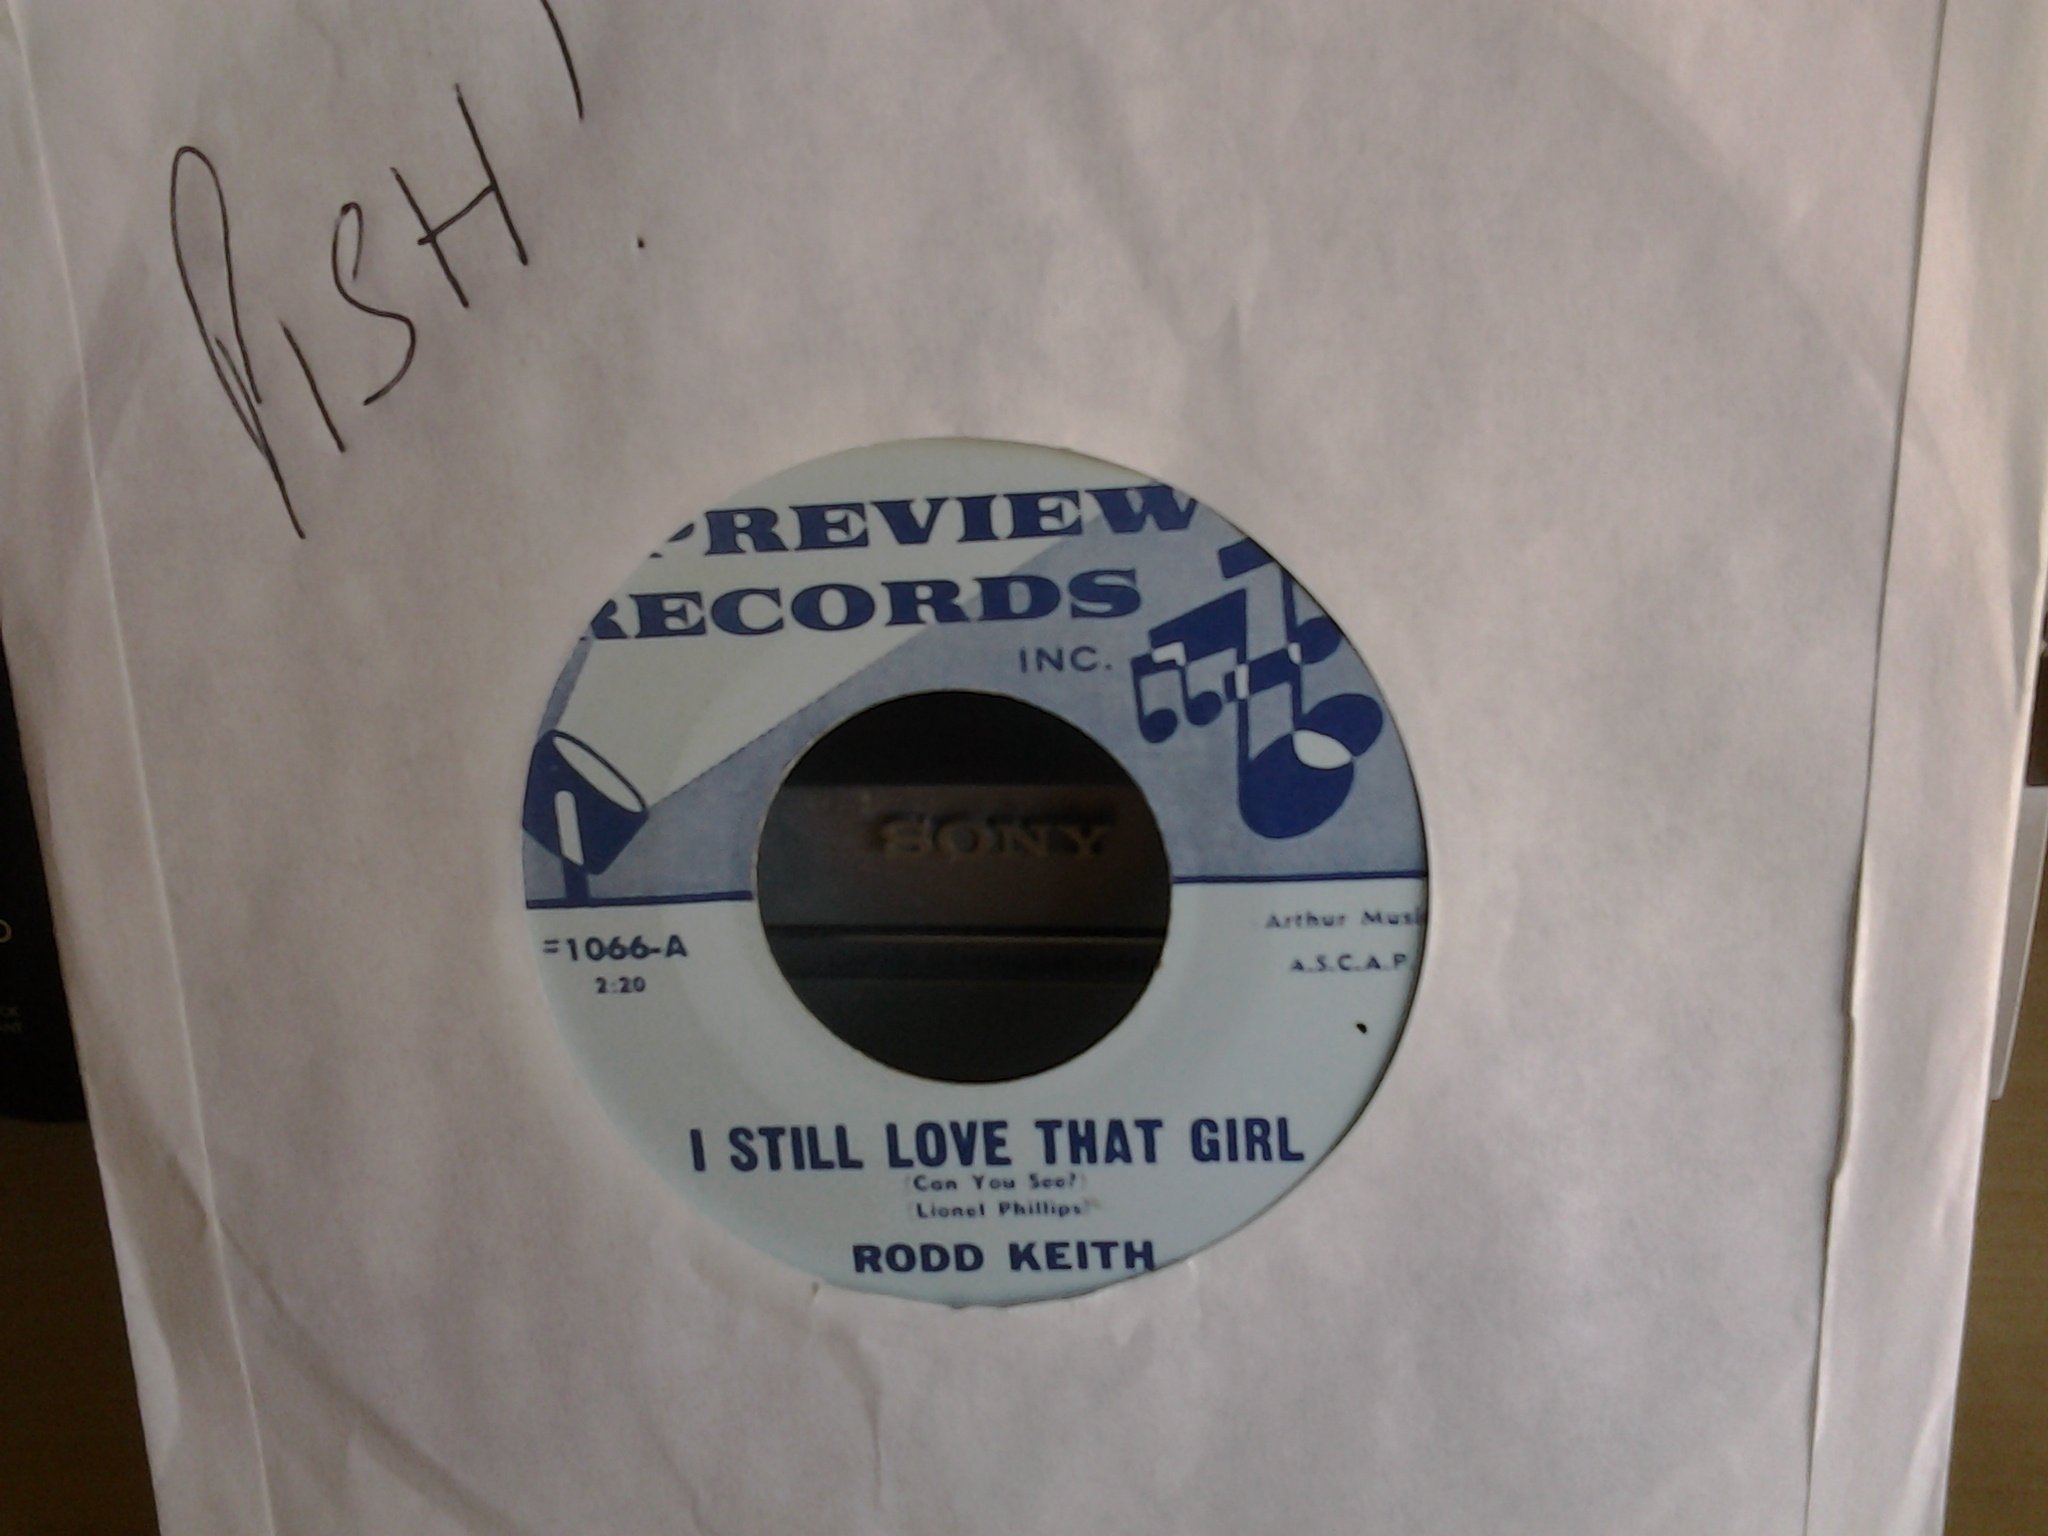 PISH!
PREVIEW
RECORDS
INC.
SONY
=1066-A
2:20
Arthur Musi
A.S.C.A.P
I STILL LOVE THAT GIRL
(Can You See?)
(Lionel Phillips)
RODD KEITH